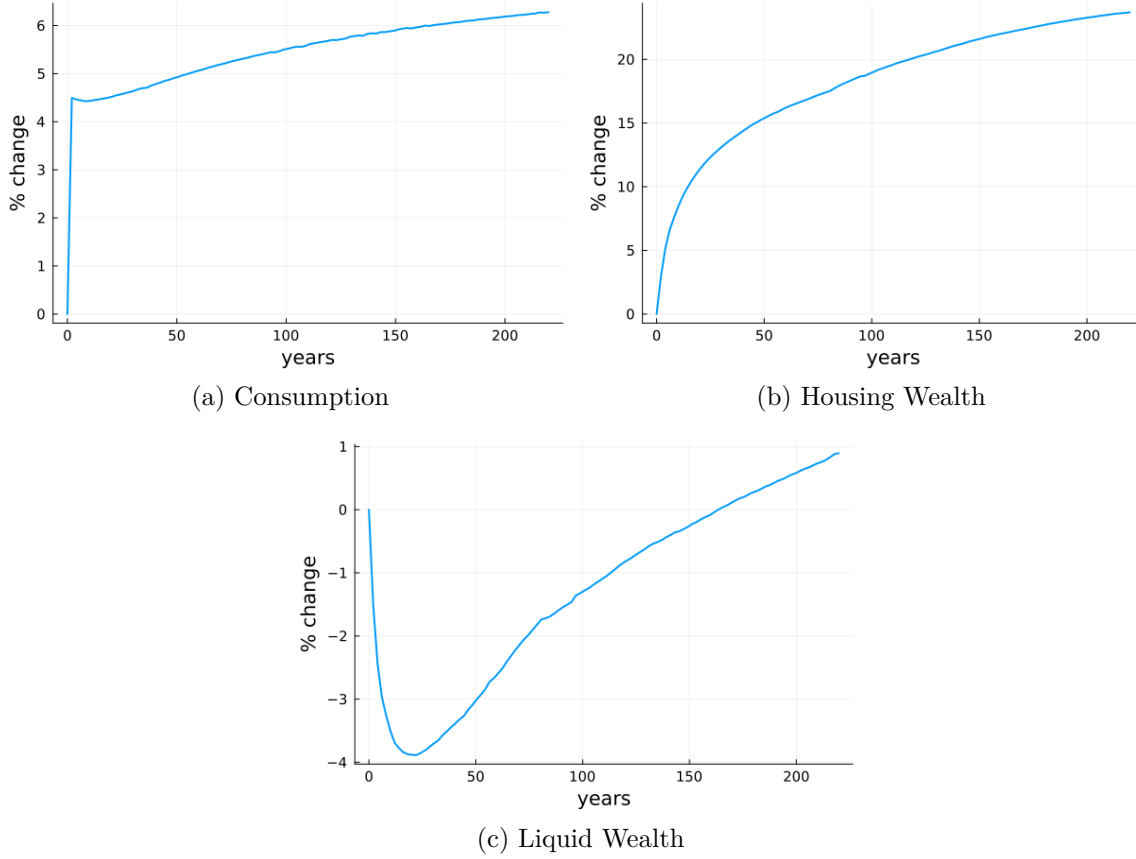 % change
6
5
4
3
2
1
0
0 50 100 150 200
years
(a) Consumption
% change
20
15
10
5
0
0 50 100 150 200
years
(b) Housing Wealth
% change
1
0
−1
−2
−3
−4
0 50 100 150 200
years
(c) Liquid Wealth